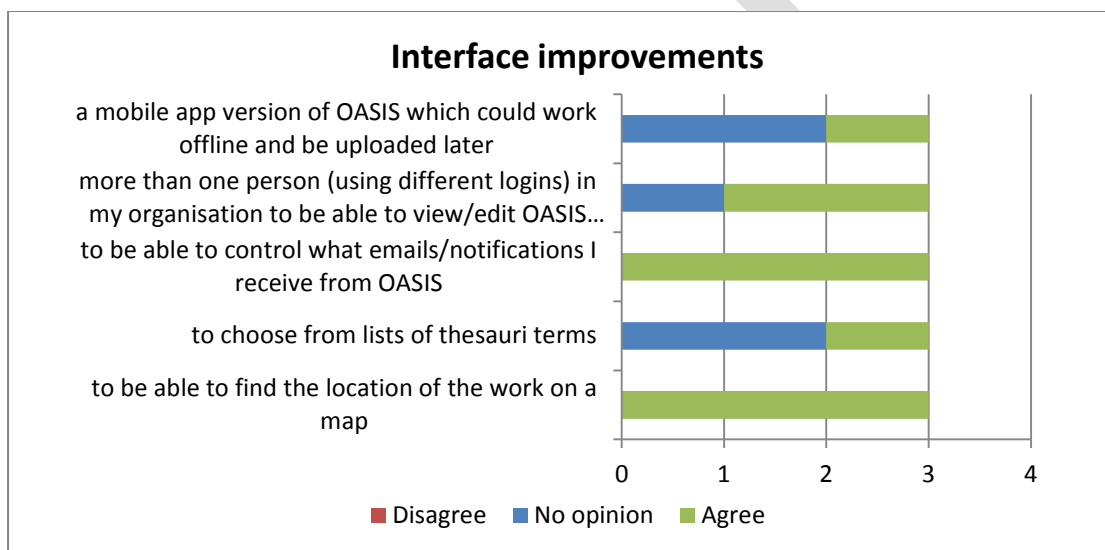 Interface improvements
a mobile app version of OASIS which could work
offline and be uploaded later
more than one person (using different logins) in
my organisation to be able to view/edit OASIS...
to be able to control what emails/notifications I
receive from OASIS
to choose from lists of thesauri terms
to be able to find the location of the work on a
map
0 1 2 3 4
Disagree No opinion Agree